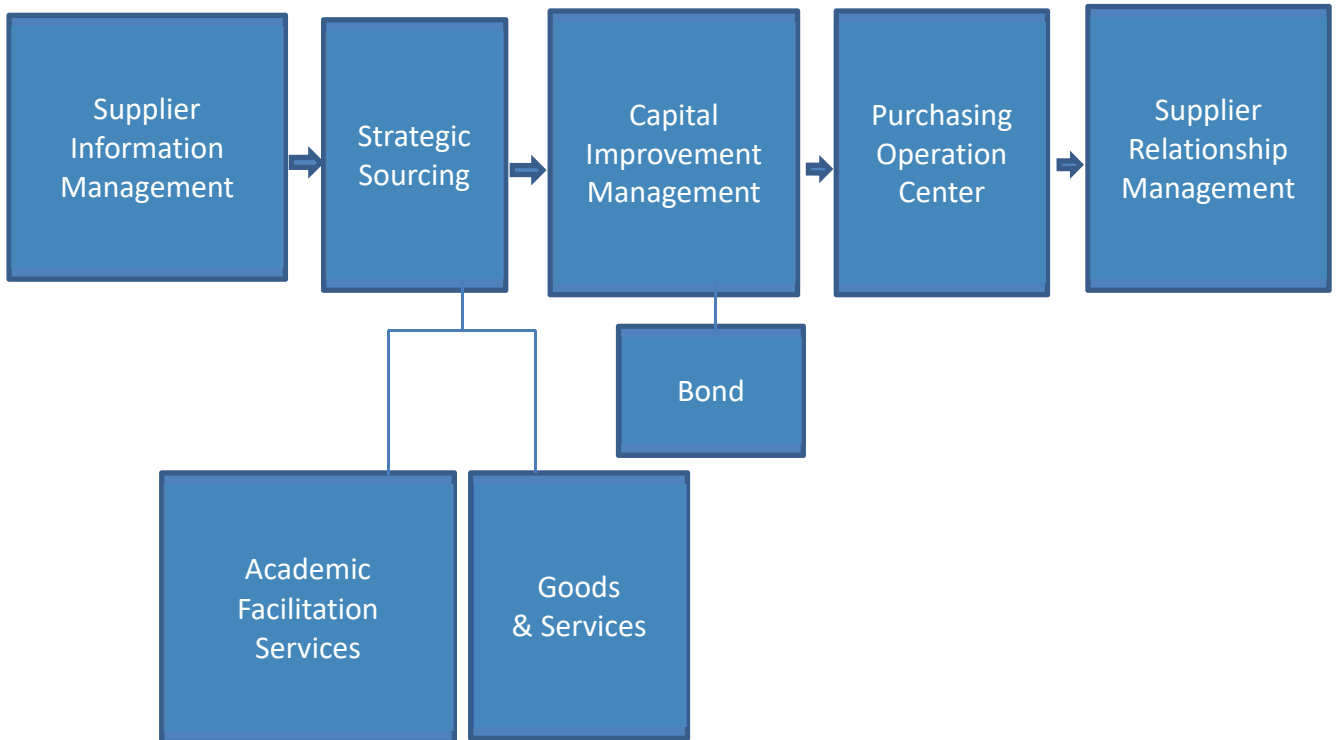 Supplier
Information
Management
Strategic
Sourcing
Capital
Improvement
Management
Purchasing
Operation
Center
Supplier
Relationship
Management
Bond
Academic
Facilitation
Services
Goods
& Services